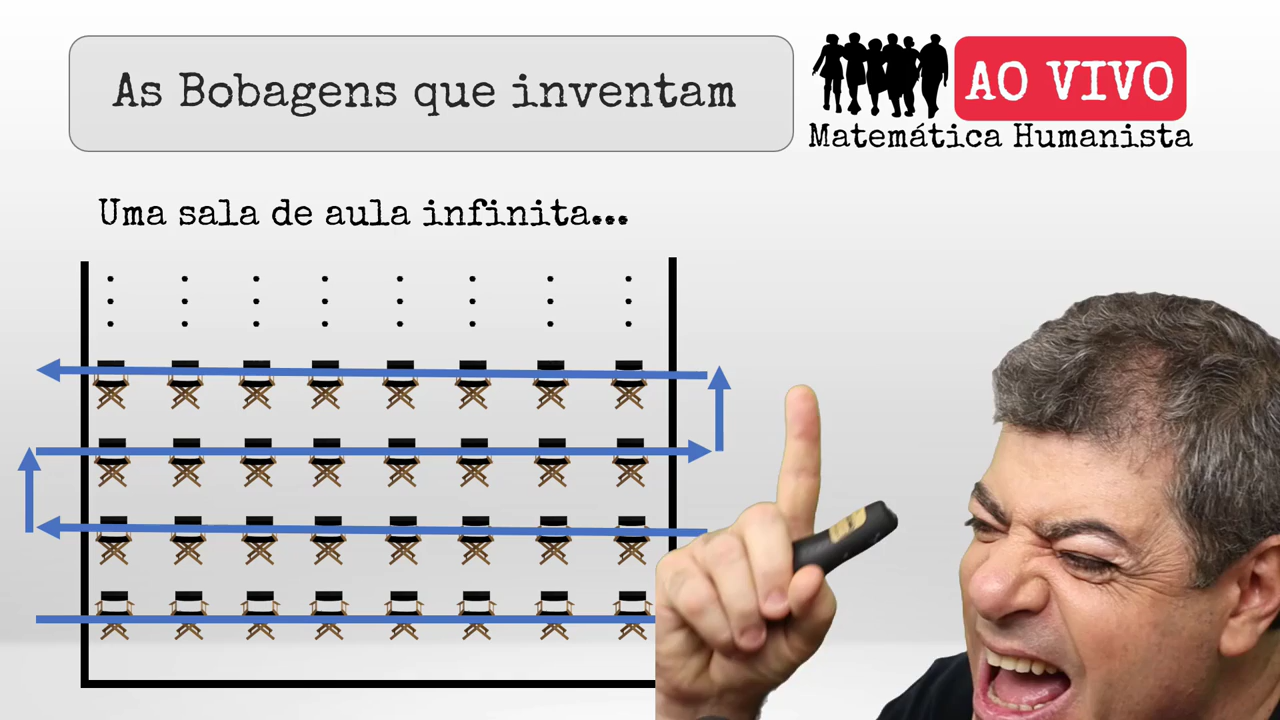 As Bobagens que inventam
AO VIVO
Matemática Humanista
Uma sala de aula infinita...